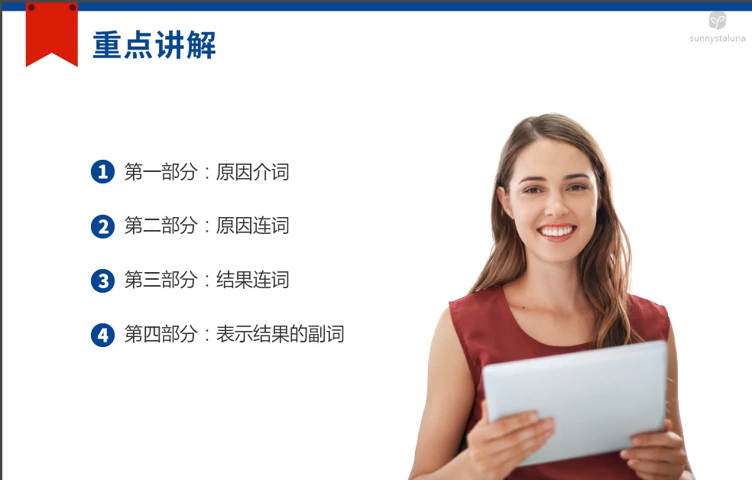 重点讲解
sunnystaluna
1 第一部分：原因介词
2 第二部分：原因连词
3 第三部分：结果连词
4 第四部分：表示结果的副词